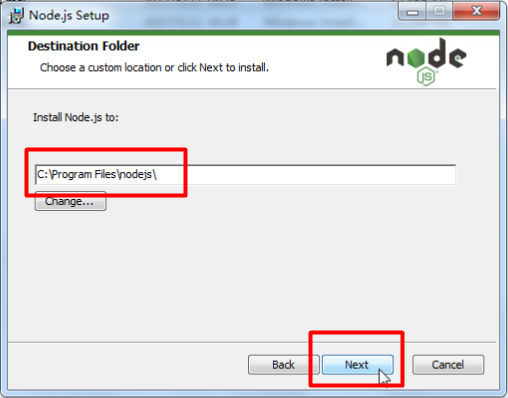 Node.js Setup
Destination Folder
Choose a custom location or click Next to install.
node
JS
Install Node.js to:
C:\Program Files\nodejs\
Change...
Back
Next
Cancel